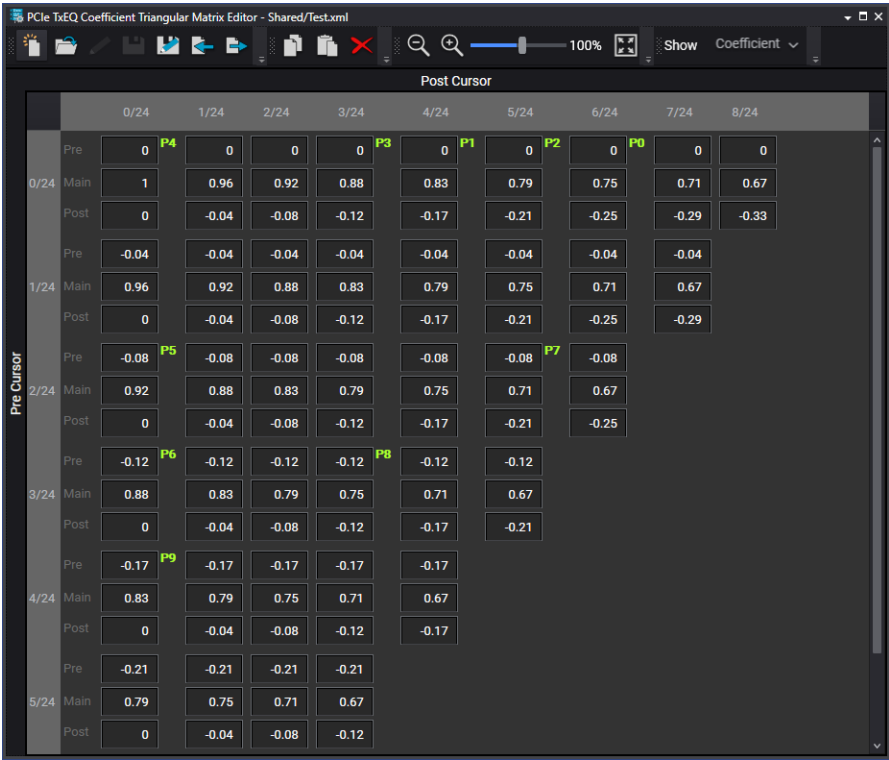 PCIe TxEQ Coefficient Triangular Matrix Editor - Shared/Test.xml
100% Show Coefficient
Post Cursor
0/24 1/24 2/24 3/24 4/24 5/24 6/24 7/24 8/24
Pre Cursor
Pre 0 P4 0 0 0 P3 0 P1 0 P2 0 P0 0 0
0/24 Main 1 0.96 0.92 0.88 0.83 0.79 0.75 0.71 0.67
Post 0 -0.04 -0.08 -0.12 -0.17 -0.21 -0.25 -0.29 -0.33
Pre -0.04 -0.04 -0.04 -0.04 -0.04 -0.04 -0.04 -0.04
1/24 Main 0.96 0.92 0.88 0.83 0.79 0.75 0.71 0.67
Post 0 -0.04 -0.08 -0.12 -0.17 -0.21 -0.25 -0.29
Pre -0.08 P5 -0.08 -0.08 -0.08 -0.08 -0.08 P7 -0.08
2/24 Main 0.92 0.88 0.83 0.79 0.75 0.71 0.67
Post 0 -0.04 -0.08 -0.12 -0.17 -0.21 -0.25
Pre -0.12 P6 -0.12 -0.12 -0.12 P8 -0.12 -0.12
3/24 Main 0.88 0.83 0.79 0.75 0.71 0.67
Post 0 -0.04 -0.08 -0.12 -0.17 -0.21
Pre -0.17 P9 -0.17 -0.17 -0.17 -0.17
4/24 Main 0.83 0.79 0.75 0.71 0.67
Post 0 -0.04 -0.08 -0.12 -0.17
Pre -0.21 -0.21 -0.21 -0.21
5/24 Main 0.79 0.75 0.71 0.67
Post 0 -0.04 -0.08 -0.12